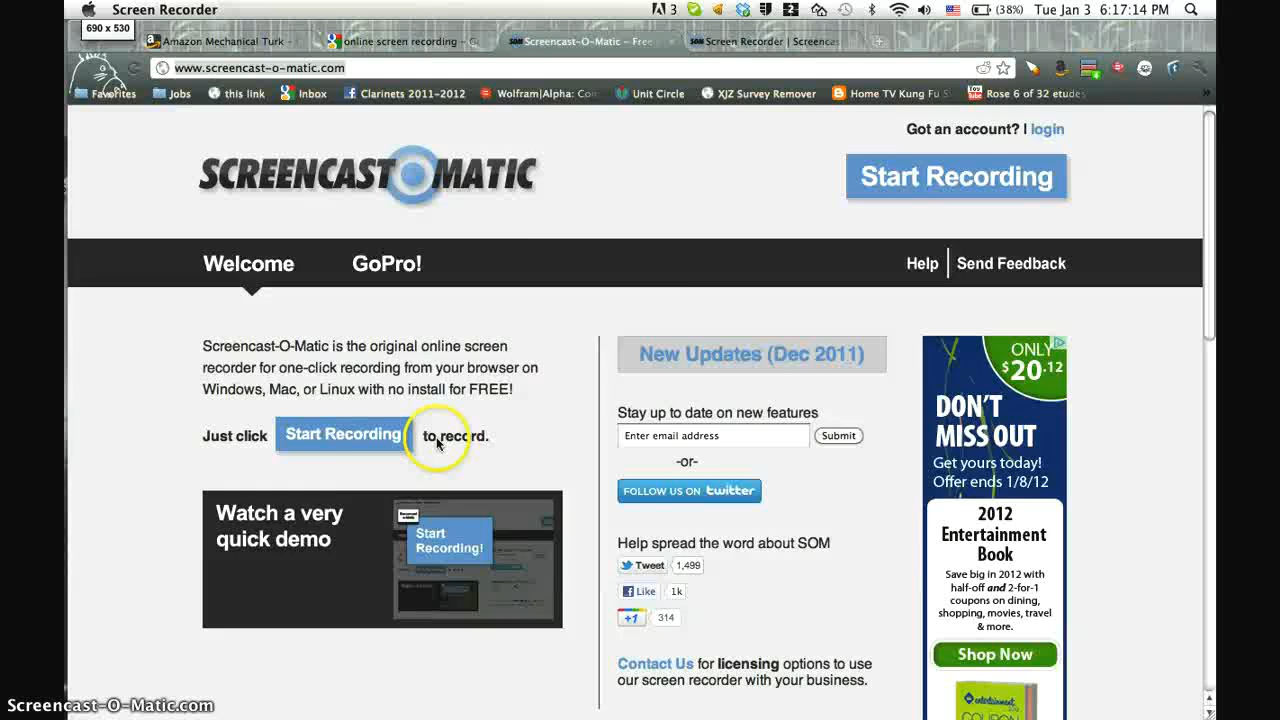 Screen Recorder
3
(38%)
Tue Jan 3 6:17:14 PM
690 x 530
Amazon Mechanical Turk
online screen recording –
Screencast-O-Matic – Free
Screen Recorder | Screencas
www.screencast-o-matic.com
Favorites
Jobs
this link
Inbox
Clarinets 2011-2012
Wolfram|Alpha: Com
Unit Circle
XJZ Survey Remover
Home TV Kung Fu S
Rose 6 of 32 etudes
Got an account? | login
SCREENCAST O MATIC
Start Recording
Welcome
GoPro!
Help
Send Feedback
Screencast-O-Matic is the original online screen
recorder for one-click recording from your browser on
Windows, Mac, or Linux with no install for FREE!
Just click Start Recording to record.
Watch a very
quick demo
Start
Recording!
New Updates (Dec 2011)
Stay up to date on new features
Enter email address
Submit
-or-
FOLLOW US ON twitter
Help spread the word about SOM
Tweet 1,499
Like 1k
+1 314
Contact Us for licensing options to use
our screen recorder with your business.
ONLY
$20.12
DON'T
MISS OUT
Get yours today!
Offer ends 1/8/12
2012
Entertainment
Book
Save big in 2012 with
half-off and 2-for-1
coupons on dining,
shopping, movies, travel
& more.
Shop Now
entertainment
COUPON
Screencast-O-Matic.com